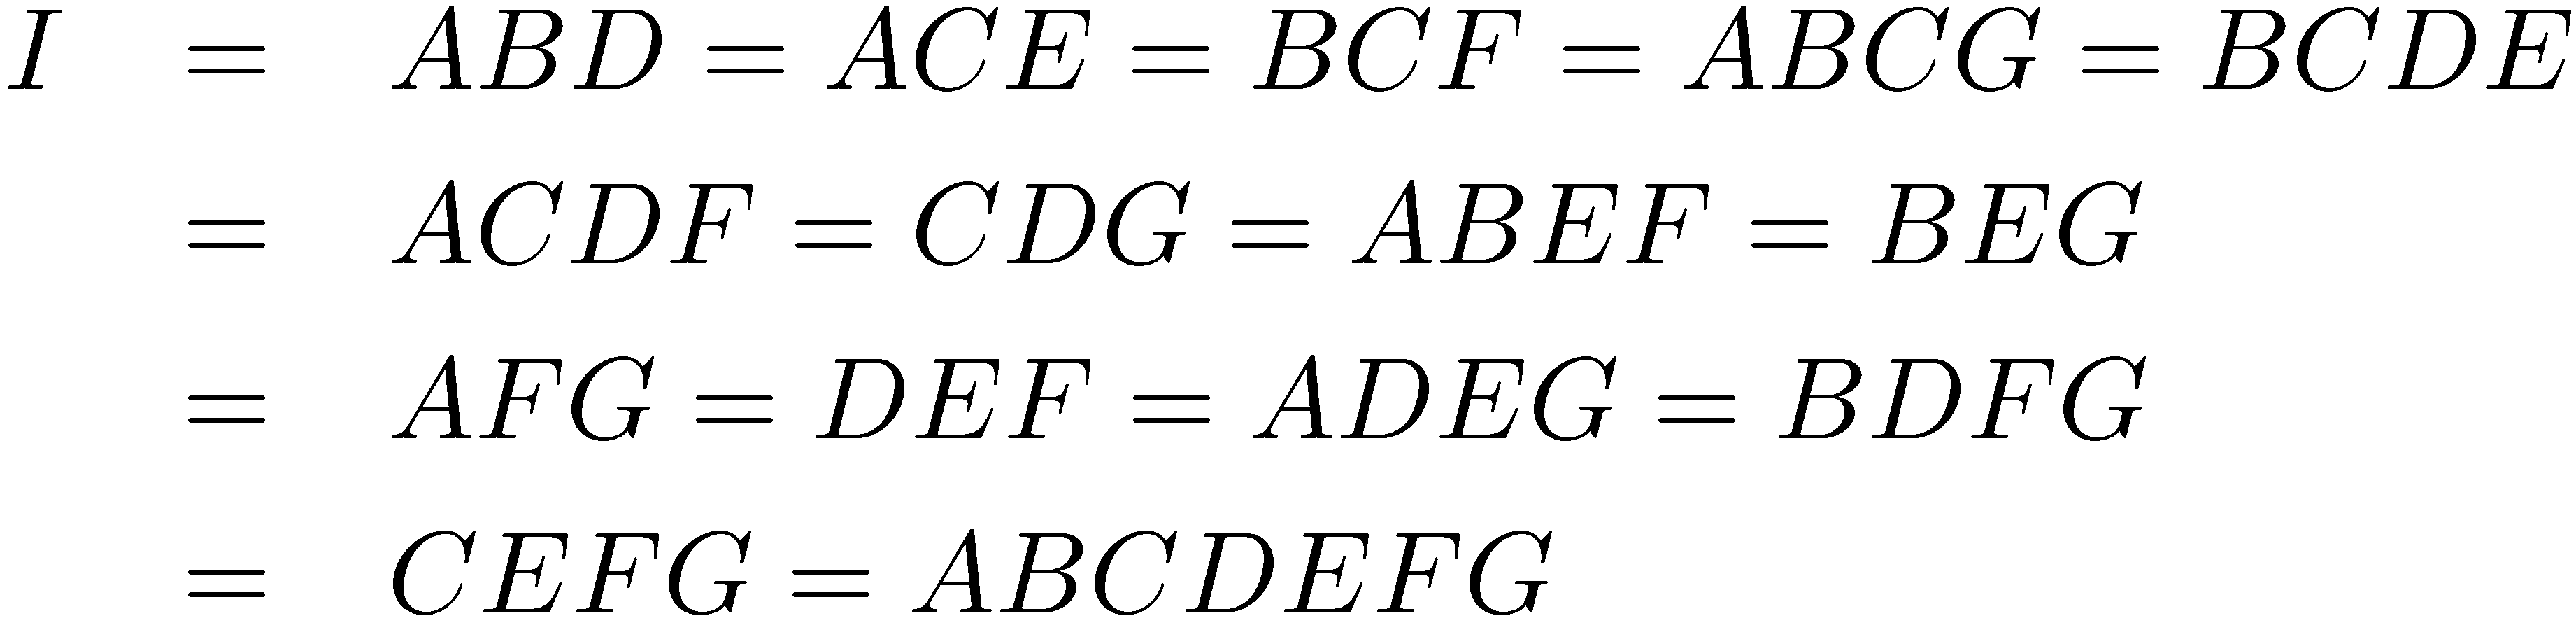 I = ABD = ACE = BCF = ABCG = BCDE
= ACDF = CDG = ABEF = BEG
= AFG = DEF = ADEG = BDFG
= CEFG = ABCDEFG